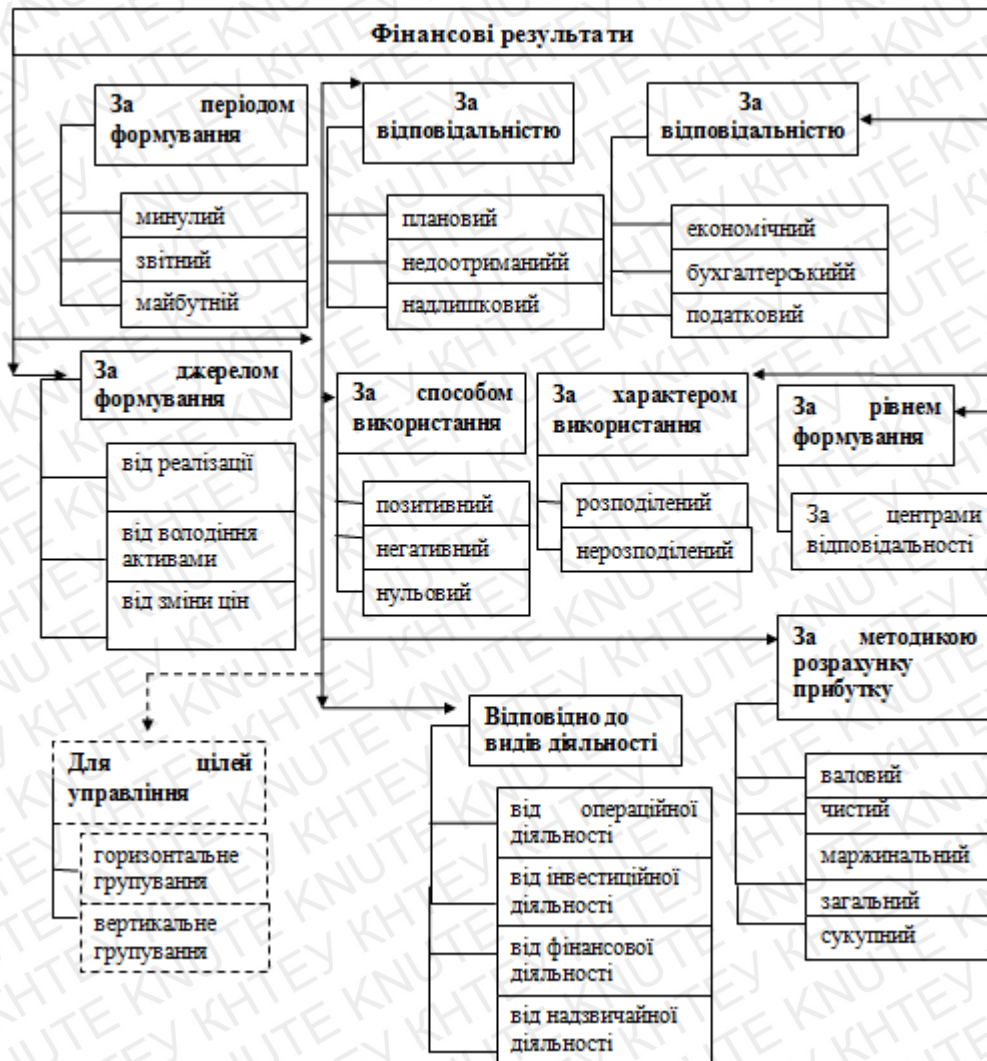 Фінансові результати
За періодом
формування
минулий
звітний
майбутній
За
відповідальністю
плановий
недоотриманийй
надлишковий
За
відповідальністю
економічний
бухгалтерськийй
податковий
За джерелом
формування
від реалізації
від володіння
активами
від зміни цін
За способом
використання
позитивний
негативний
нульовий
За характером
використання
розподілений
нерозподілений
За рівнем
формування
За центрами
відповідальності
За методикою
розрахунку
прибутку
валовий
чистий
маржинальний
загальний
сукупний
Відповідно до
видів діяльності
від операційної
діяльності
від інвестиційної
діяльності
від фінансової
діяльності
від надзвичайної
діяльності
Для цілей
управління
горизонтальне
групування
вертикальне
групування
KNUTE КНТЕУ